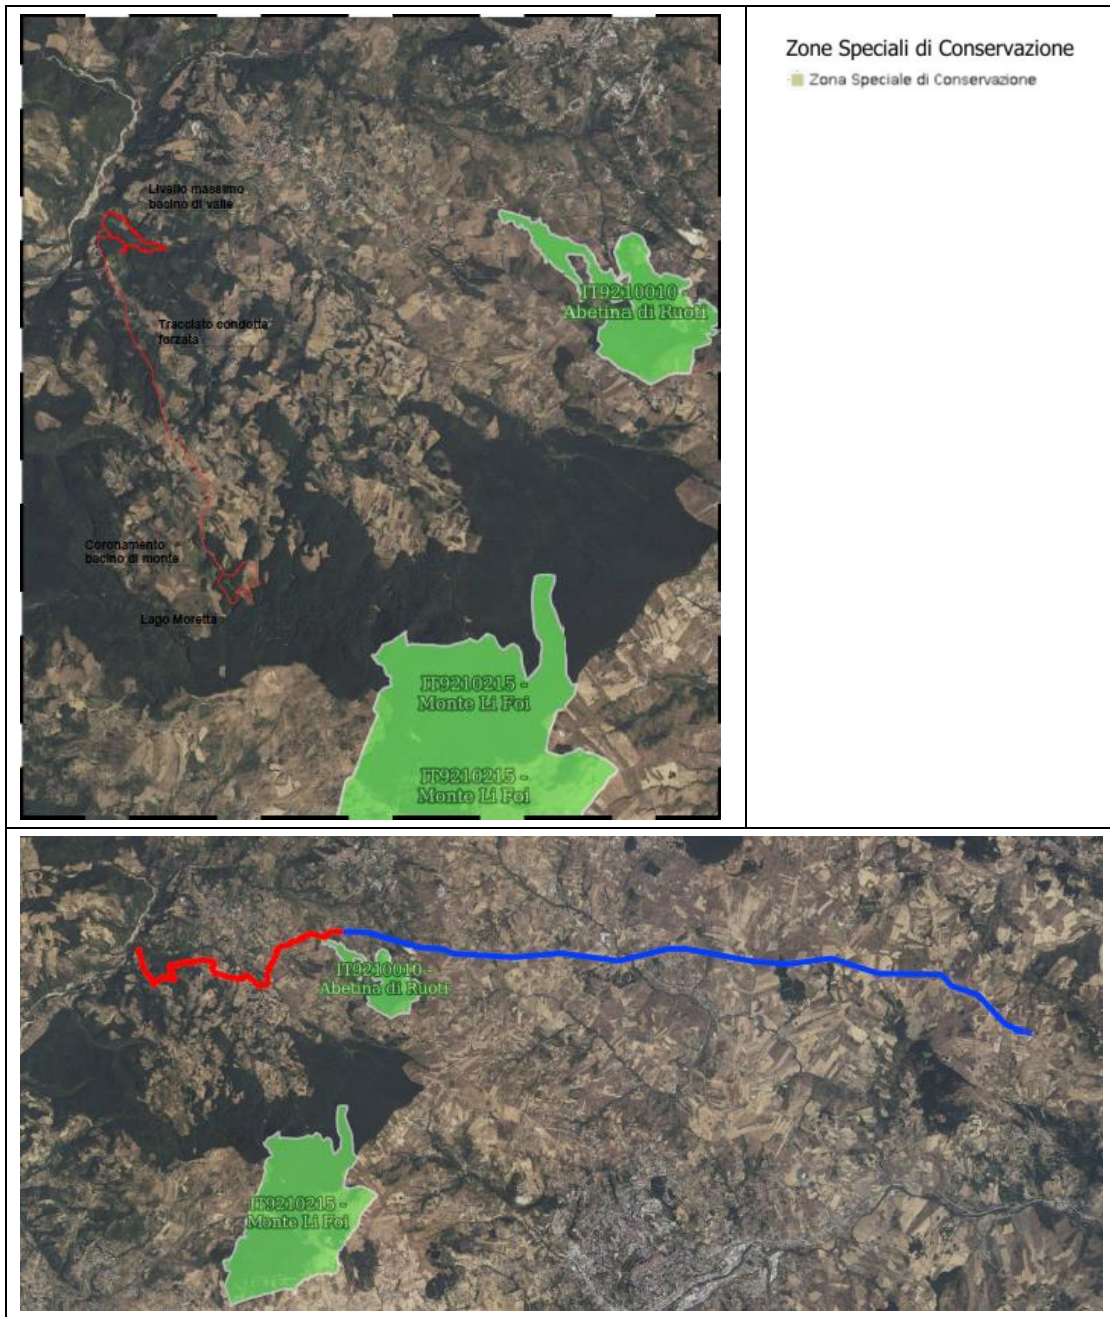 Zone Speciali di Conservazione
Zona Speciale di Conservazione
Livello massimo
bacino di valle
IT9210010 -
Abetina di Ruoti
Tracciato condotta
forzata
Coronamento
bacino di monte
Lago Moretta
IT9210215 -
Monte Li Foi
IT9210215 -
Monte Li Foi
IT9210010 -
Abetina di Ruoti
IT9210215 -
Monte Li Foi